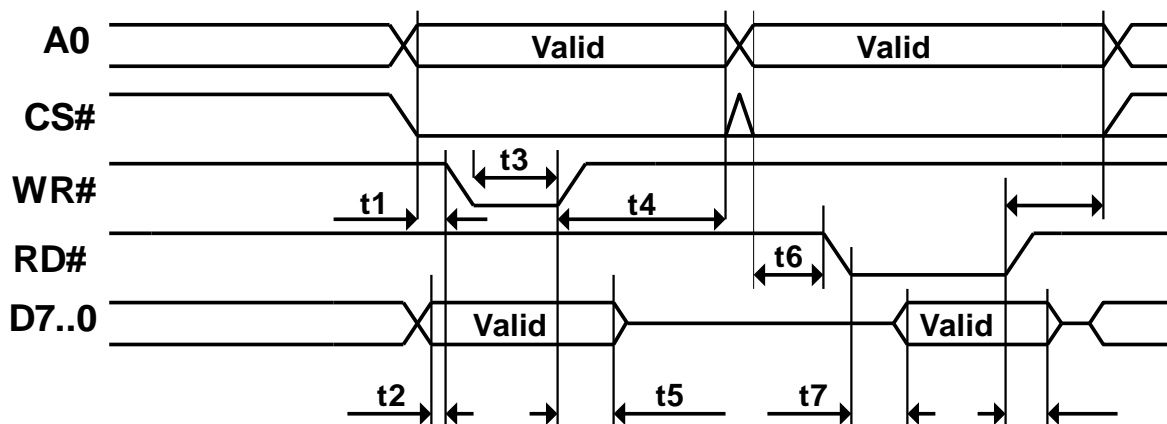 A0
Valid
Valid
CS#
WR#
t3
t1
t4
RD#
t6
D7..0
Valid
Valid
t2
t5
t7